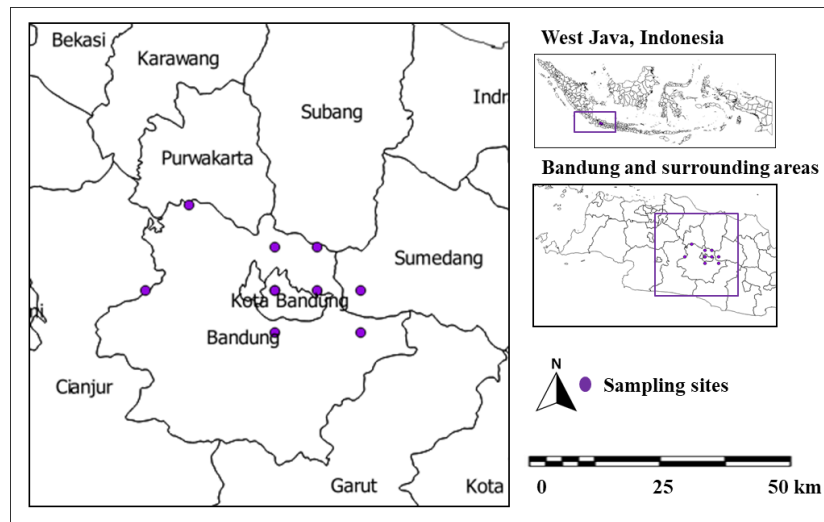 Bekasi
Karawang
Subang
Indr
Purwakarta
Sumedang
Kota Bandung
ni
Bandung
Cianjur
Garut
Kota
West Java, Indonesia
Bandung and surrounding areas
N
Sampling sites
0 25 50 km